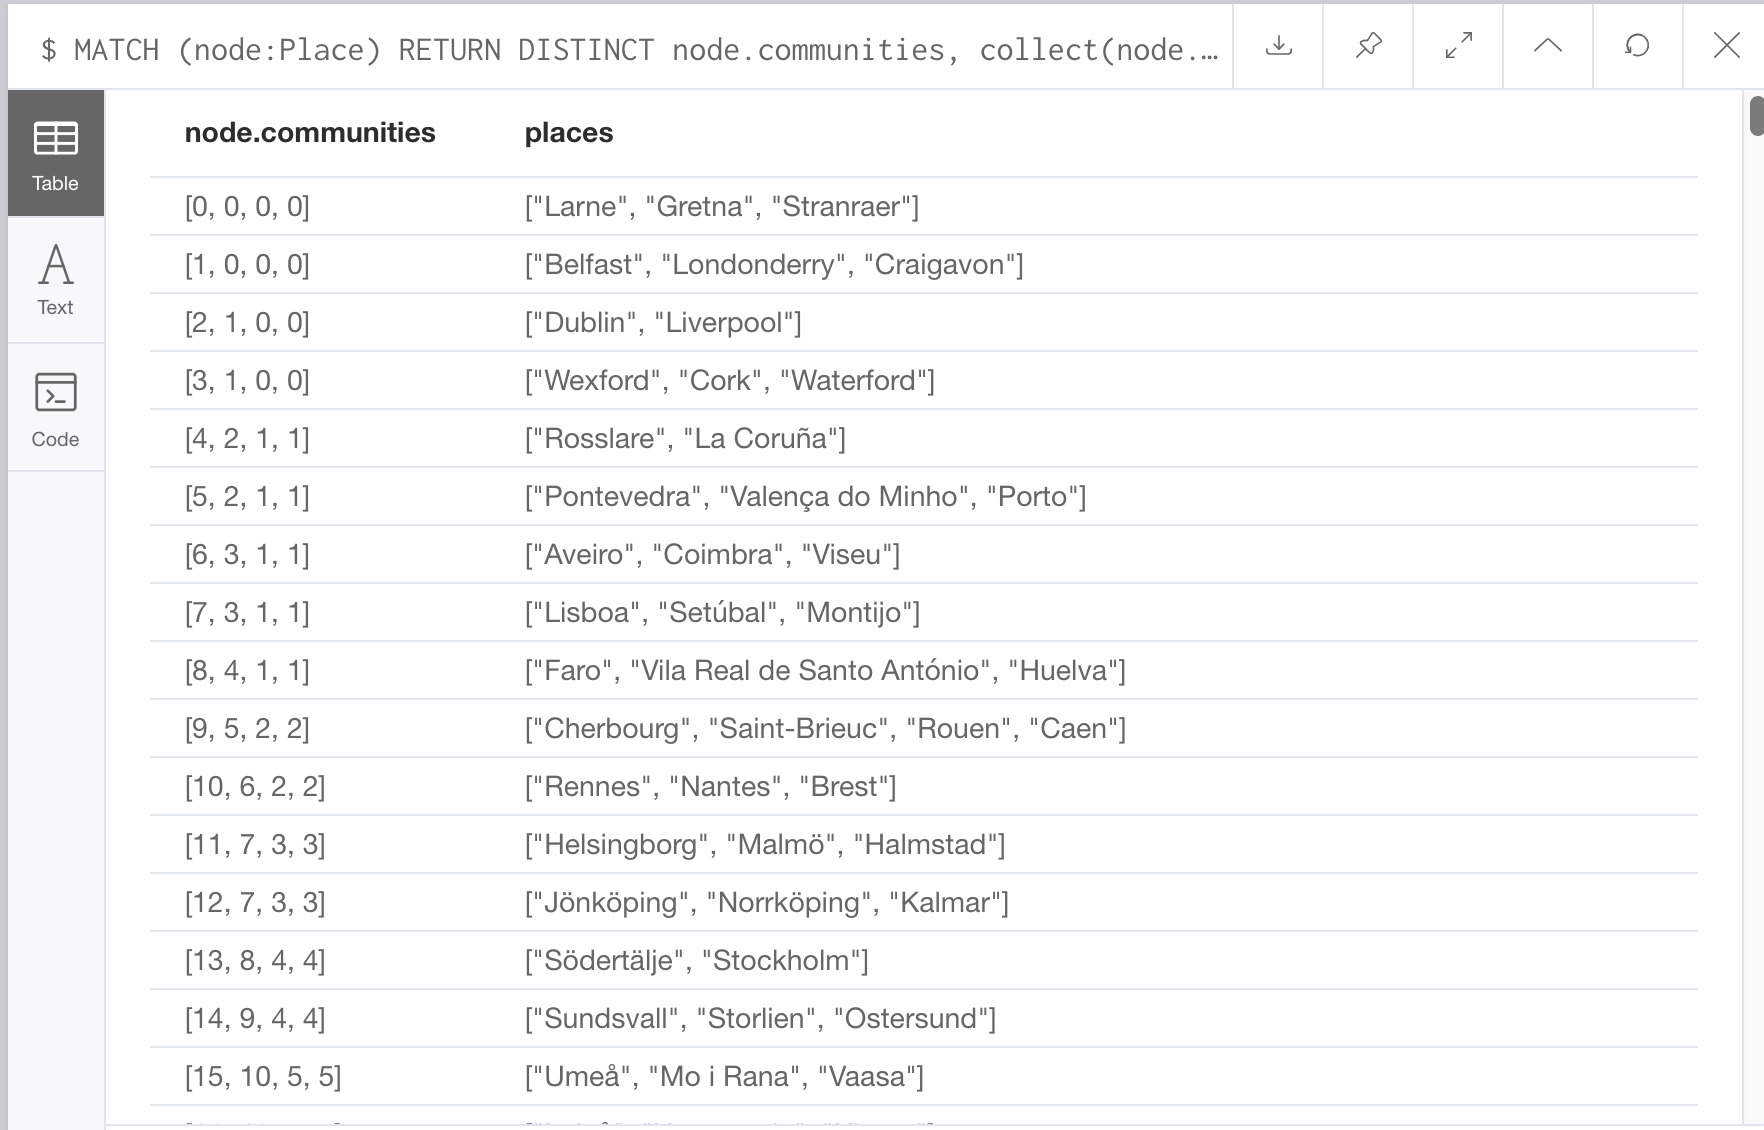 $ MATCH (node:Place) RETURN DISTINCT node.communities, collect(node.…
Table
Text
Code
node.communities places
[0, 0, 0, 0] ["Larne", "Gretna", "Stranraer"]
[1, 0, 0, 0] ["Belfast", "Londonderry", "Craigavon"]
[2, 1, 0, 0] ["Dublin", "Liverpool"]
[3, 1, 0, 0] ["Wexford", "Cork", "Waterford"]
[4, 2, 1, 1] ["Rosslare", "La Coruña"]
[5, 2, 1, 1] ["Pontevedra", "Valença do Minho", "Porto"]
[6, 3, 1, 1] ["Aveiro", "Coimbra", "Viseu"]
[7, 3, 1, 1] ["Lisboa", "Setúbal", "Montijo"]
[8, 4, 1, 1] ["Faro", "Vila Real de Santo António", "Huelva"]
[9, 5, 2, 2] ["Cherbourg", "Saint-Brieuc", "Rouen", "Caen"]
[10, 6, 2, 2] ["Rennes", "Nantes", "Brest"]
[11, 7, 3, 3] ["Helsingborg", "Malmö", "Halmstad"]
[12, 7, 3, 3] ["Jönköping", "Norrköping", "Kalmar"]
[13, 8, 4, 4] ["Södertälje", "Stockholm"]
[14, 9, 4, 4] ["Sundsvall", "Storlien", "Ostersund"]
[15, 10, 5, 5] ["Umeå", "Mo i Rana", "Vaasa"]